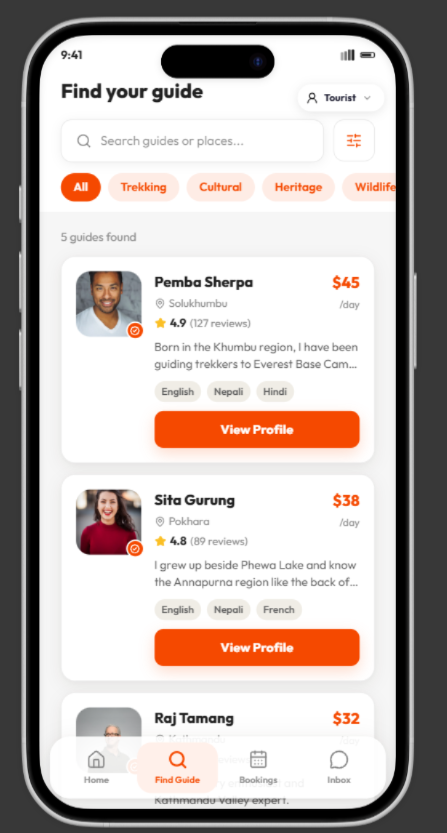 9:41
Find your guide
Tourist
Search guides or places...
All Trekking Cultural Heritage Wildlife
5 guides found
Pemba Sherpa $45
Solukhumbu /day
4.9 (127 reviews)
Born in the Khumbu region, I have been
guiding trekkers to Everest Base Cam...
English Nepali Hindi
View Profile
Sita Gurung $38
Pokhara /day
4.8 (89 reviews)
I grew up beside Phewa Lake and know
the Annapurna region like the back of...
English Nepali French
View Profile
Raj Tamang $32
Home Find Guide Bookings Inbox
Kathmandu Valley expert.